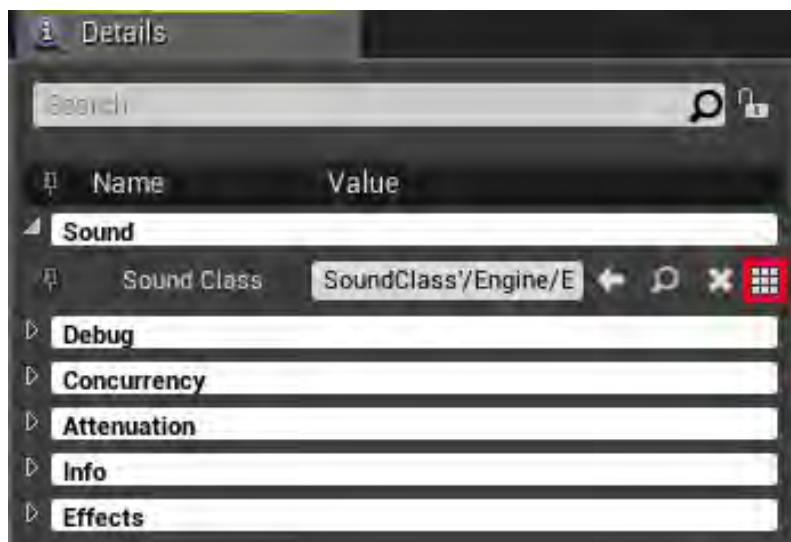 Details
Search
Name Value
Sound
Sound Class SoundClass'/Engine/E
Debug
Concurrency
Attenuation
Info
Effects